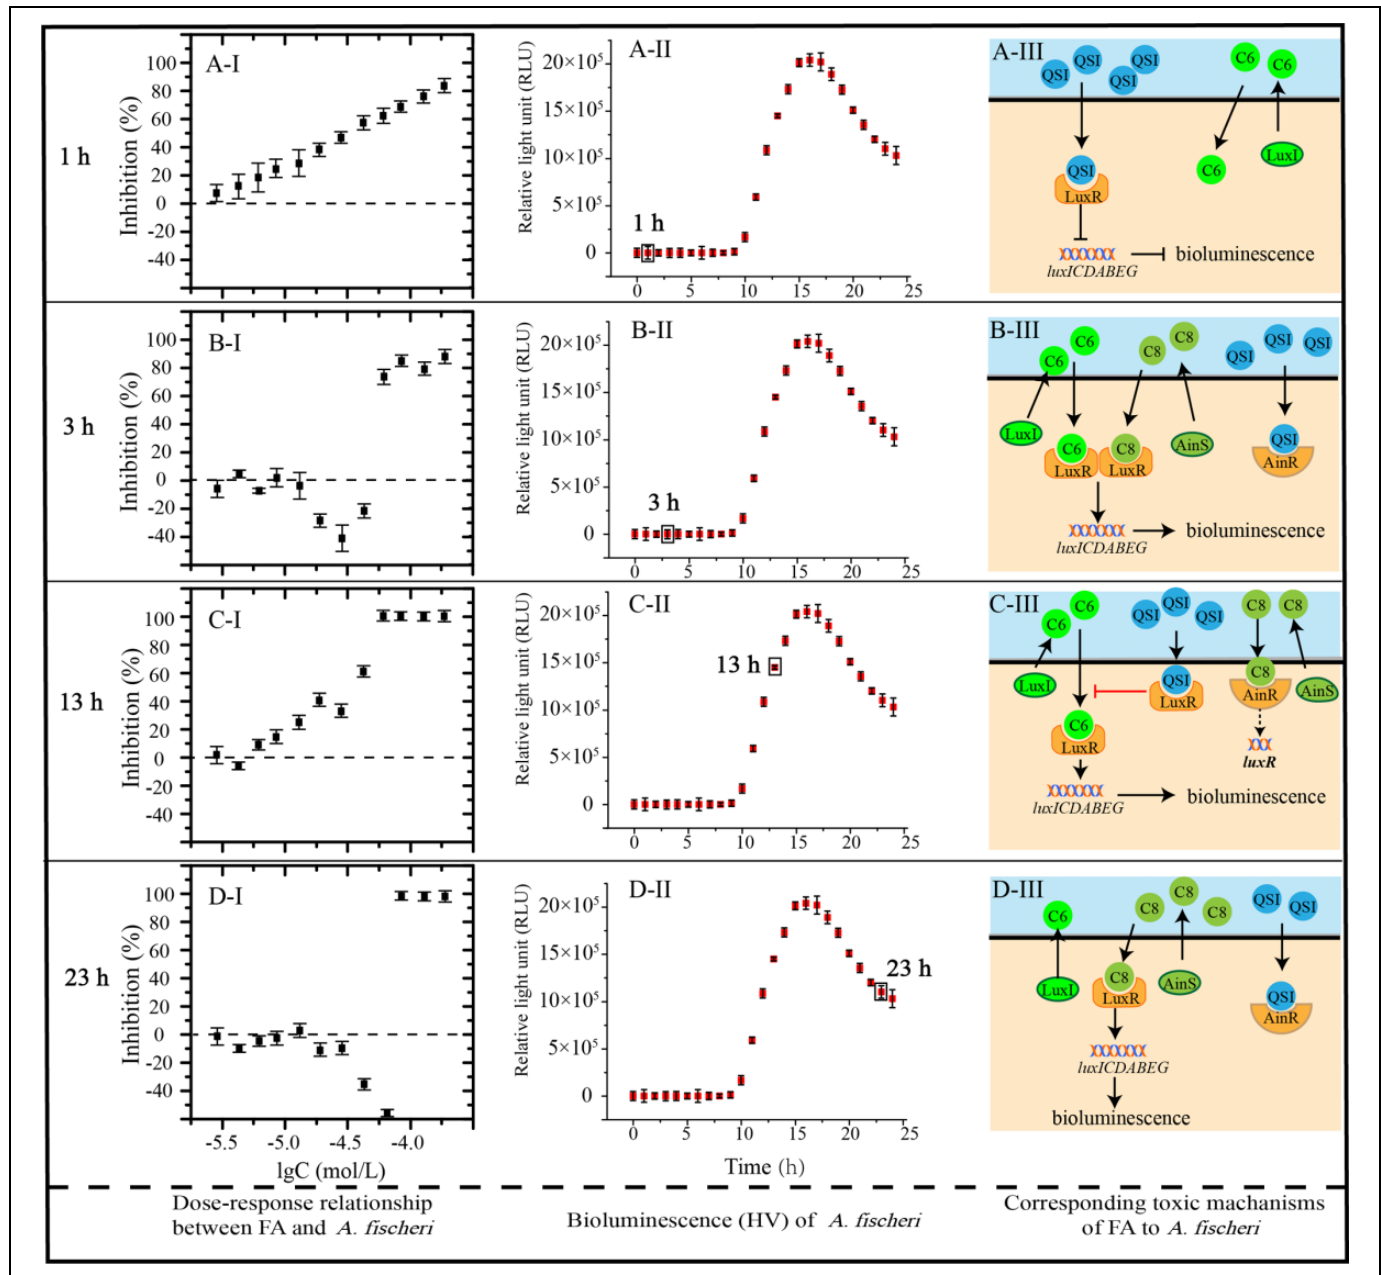 A-I
1 h
Inhibition (%)
100
80
60
40
20
0
-20
-40
A-II
Relative light unit (RLU)
20×10⁵
15×10⁵
10×10⁵
5×10⁵
0
1 h
0 5 10 15 20 25
A-III
QSI QSI QSI QSI
C6 C6
QSI
LuxR
C6
LuxI
luxICDABEG
bioluminescence
B-I
3 h
Inhibition (%)
100
80
60
40
20
0
-20
-40
B-II
Relative light unit (RLU)
20×10⁵
15×10⁵
10×10⁵
5×10⁵
0
3 h
0 5 10 15 20 25
B-III
C6 C6 C8 C8 QSI QSI QSI
LuxI
C6
LuxR
C8
LuxR
AinS
QSI
AinR
luxICDABEG
bioluminescence
C-I
13 h
Inhibition (%)
100
80
60
40
20
0
-20
-40
C-II
Relative light unit (RLU)
20×10⁵
15×10⁵
10×10⁵
5×10⁵
0
13 h
0 5 10 15 20 25
C-III
C6 C6 QSI QSI QSI C8 C8
LuxI
QSI
LuxR
C8
AinR
AinS
C6
LuxR
luxR
luxICDABEG
bioluminescence
D-I
23 h
Inhibition (%)
100
80
60
40
20
0
-20
-40
-5.5 -5.0 -4.5 -4.0
lgC (mol/L)
D-II
Relative light unit (RLU)
20×10⁵
15×10⁵
10×10⁵
5×10⁵
0
23 h
0 5 10 15 20 25
Time (h)
D-III
C6 C8 C8 C8 QSI QSI
LuxI
C8
LuxR
AinS
QSI
AinR
luxICDABEG
bioluminescence
Dose-response relationship
between FA and A. fischeri
Bioluminescence (HV) of A. fischeri
Corresponding toxic machanisms
of FA to A. fischeri